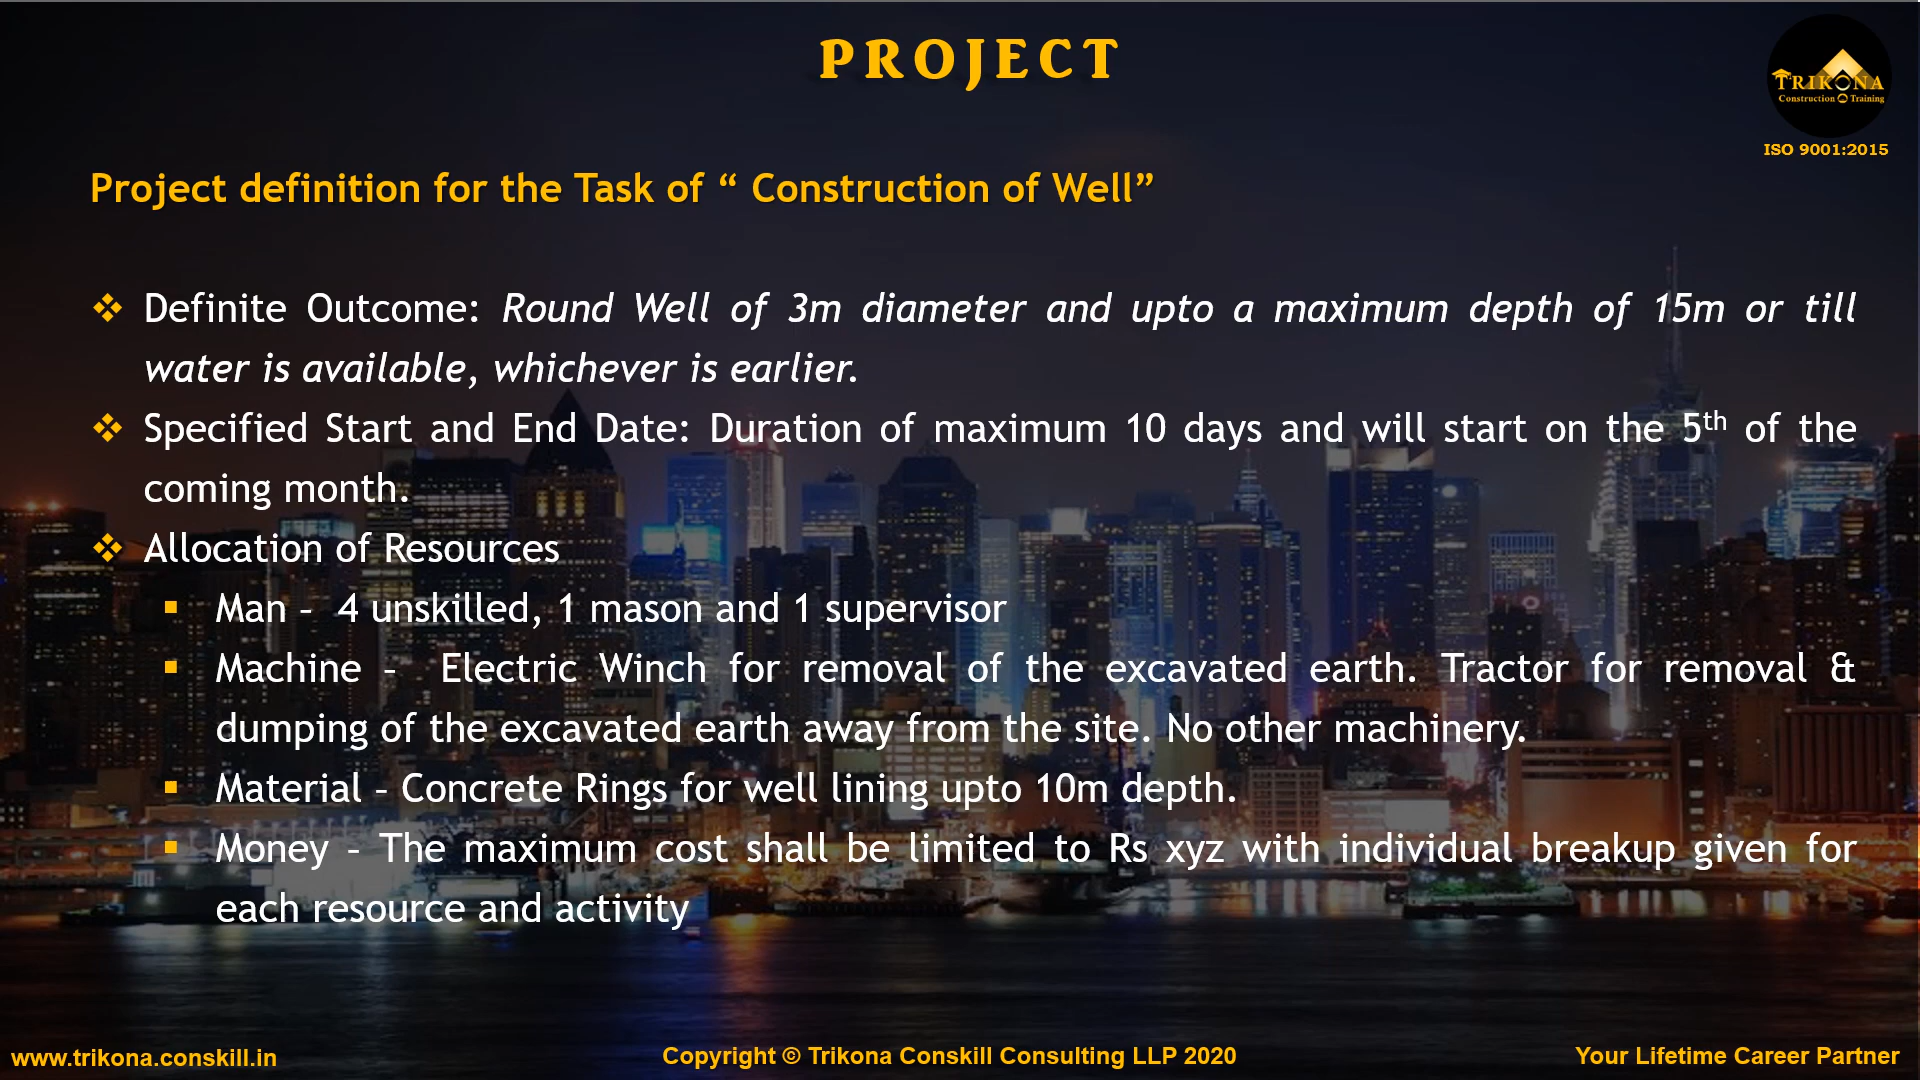 PROJECT
TRIKONA
Construction Training
ISO 9001:2015
Project definition for the Task of “ Construction of Well”
❖ Definite Outcome: Round Well of 3m diameter and upto a maximum depth of 15m or till
water is available, whichever is earlier.
❖ Specified Start and End Date: Duration of maximum 10 days and will start on the 5th of the
coming month.
❖ Allocation of Resources
▪ Man – 4 unskilled, 1 mason and 1 supervisor
▪ Machine – Electric Winch for removal of the excavated earth. Tractor for removal &
dumping of the excavated earth away from the site. No other machinery.
▪ Material – Concrete Rings for well lining upto 10m depth.
▪ Money – The maximum cost shall be limited to Rs xyz with individual breakup given for
each resource and activity
www.trikona.conskill.in
Copyright © Trikona Conskill Consulting LLP 2020
Your Lifetime Career Partner